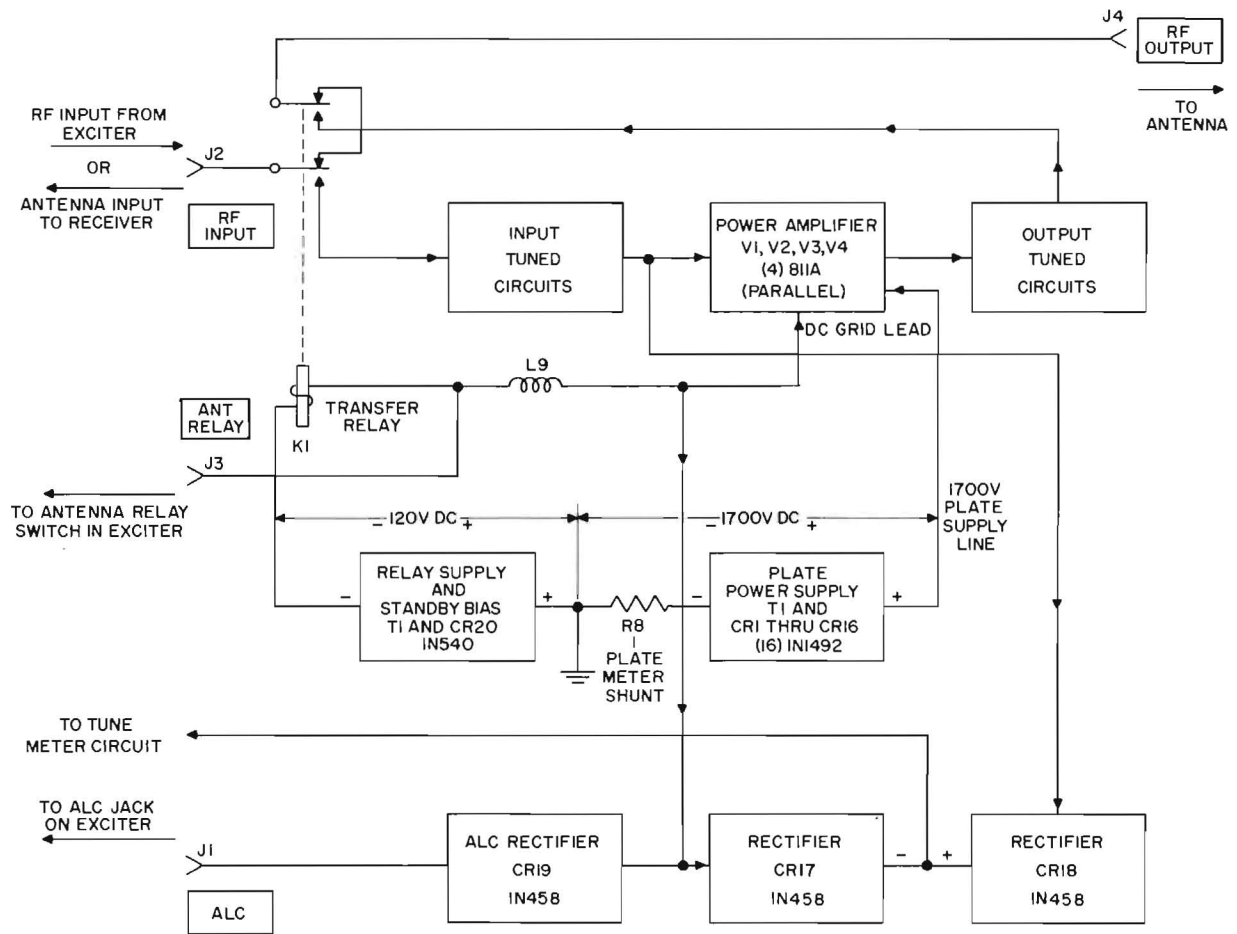 J4
RF
OUTPUT
TO
ANTENNA
RF INPUT FROM
EXCITER
OR
ANTENNA INPUT
TO RECEIVER
J2
RF
INPUT
INPUT
TUNED
CIRCUITS
POWER AMPLIFIER
V1, V2, V3, V4
(4) 811A
(PARALLEL)
OUTPUT
TUNED
CIRCUITS
DC GRID LEAD
L9
ANT
RELAY
TRANSFER
RELAY
K1
J3
TO ANTENNA RELAY
SWITCH IN EXCITER
- 120V DC +
- 1700V DC +
1700V
PLATE
SUPPLY
LINE
-
RELAY SUPPLY
AND
STANDBY BIAS
T1 AND CR20
1N540
+
R8
PLATE
METER
SHUNT
-
PLATE
POWER SUPPLY
T1 AND
CR1 THRU CR16
(16) 1N1492
+
TO TUNE
METER CIRCUIT
TO ALC JACK
ON EXCITER
J1
ALC
ALC RECTIFIER
CR19
1N458
RECTIFIER
CR17
1N458
- +
RECTIFIER
CR18
1N458